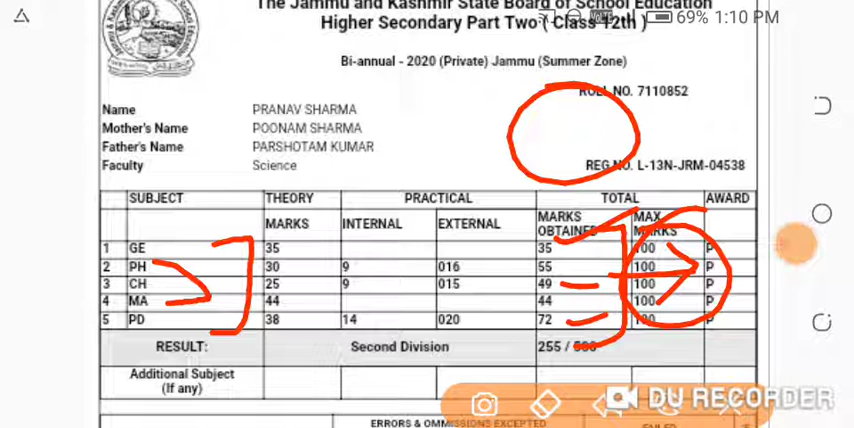 69% 1:10 PM
The Jammu and Kashmir State Board of School Education
Higher Secondary Part Two ( Class 12th )
Bi-annual - 2020 (Private) Jammu (Summer Zone)
ROLL NO. 7110852
Name PRANAV SHARMA
Mother's Name POONAM SHARMA
Father's Name PARSHOTAM KUMAR
Faculty Science REG NO. L-13N-JRM-04538
SUBJECT THEORY PRACTICAL TOTAL AWARD
MARKS INTERNAL EXTERNAL MARKS OBTAINED MAX MARKS
1 GE 35 35 100 P
2 PH 30 9 016 55 100 P
3 CH 25 9 015 49 100 P
4 MA 44 44 100 P
5 PD 38 14 020 72 100 P
RESULT: Second Division 255 / 500
Additional Subject
(If any)
DU RECORDER
ERRORS & OMMISSIONS EXCEPTED